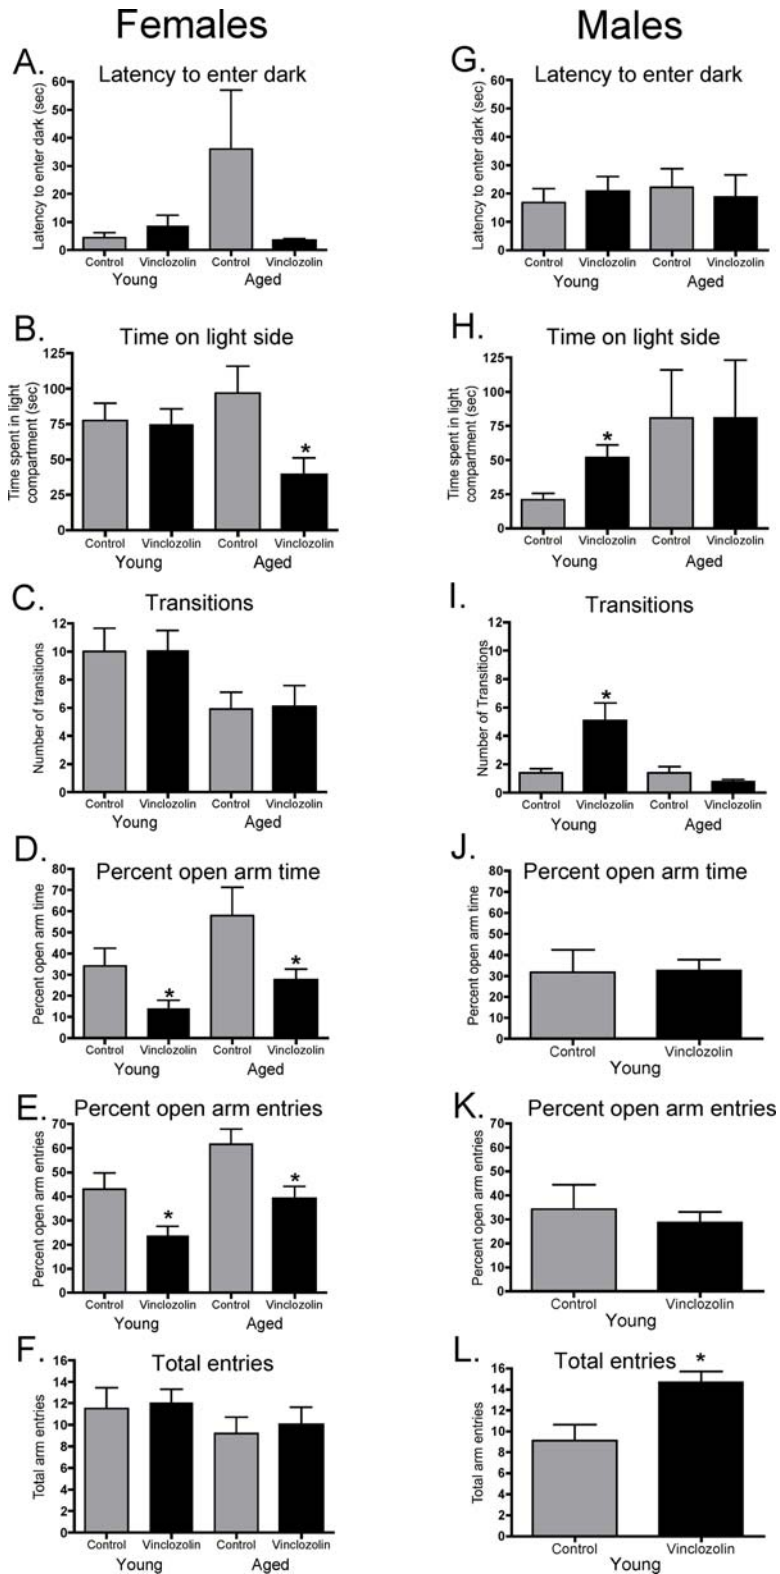 Females
Males
A.
Latency to enter dark
Latency to enter dark (sec)
60
50
40
30
20
10
0
Control
Vinclozolin
Control
Vinclozolin
Young
Aged
G.
Latency to enter dark
Latency to enter dark (sec)
60
50
40
30
20
10
0
Control
Vinclozolin
Control
Vinclozolin
Young
Aged
B.
Time on light side
Time spent in light
compartment (sec)
125
100
75
50
25
0
*
Control
Vinclozolin
Control
Vinclozolin
Young
Aged
H.
Time on light side
Time spent in light
compartment (sec)
125
100
75
50
25
0
*
Control
Vinclozolin
Control
Vinclozolin
Young
Aged
C.
Transitions
Number of transitions
12
10
8
6
4
2
0
Control
Vinclozolin
Control
Vinclozolin
Young
Aged
I.
Transitions
Number of Transitions
12
10
8
6
4
2
0
*
Control
Vinclozolin
Control
Vinclozolin
Young
Aged
D.
Percent open arm time
Percent open arm time
80
70
60
50
40
30
20
10
0
*
*
Control
Vinclozolin
Control
Vinclozolin
Young
Aged
J.
Percent open arm time
Percent open arm time
80
70
60
50
40
30
20
10
0
Control
Vinclozolin
Young
E.
Percent open arm entries
Percent open arm entries
70
60
50
40
30
20
10
0
*
*
Control
Vinclozolin
Control
Vinclozolin
Young
Aged
K.
Percent open arm entries
Percent open arm entries
70
60
50
40
30
20
10
0
Control
Vinclozolin
Young
F.
Total entries
Total arm entries
16
14
12
10
8
6
4
2
0
Control
Vinclozolin
Control
Vinclozolin
Young
Aged
L.
Total entries
*
Total arm entries
16
14
12
10
8
6
4
2
0
Control
Vinclozolin
Young